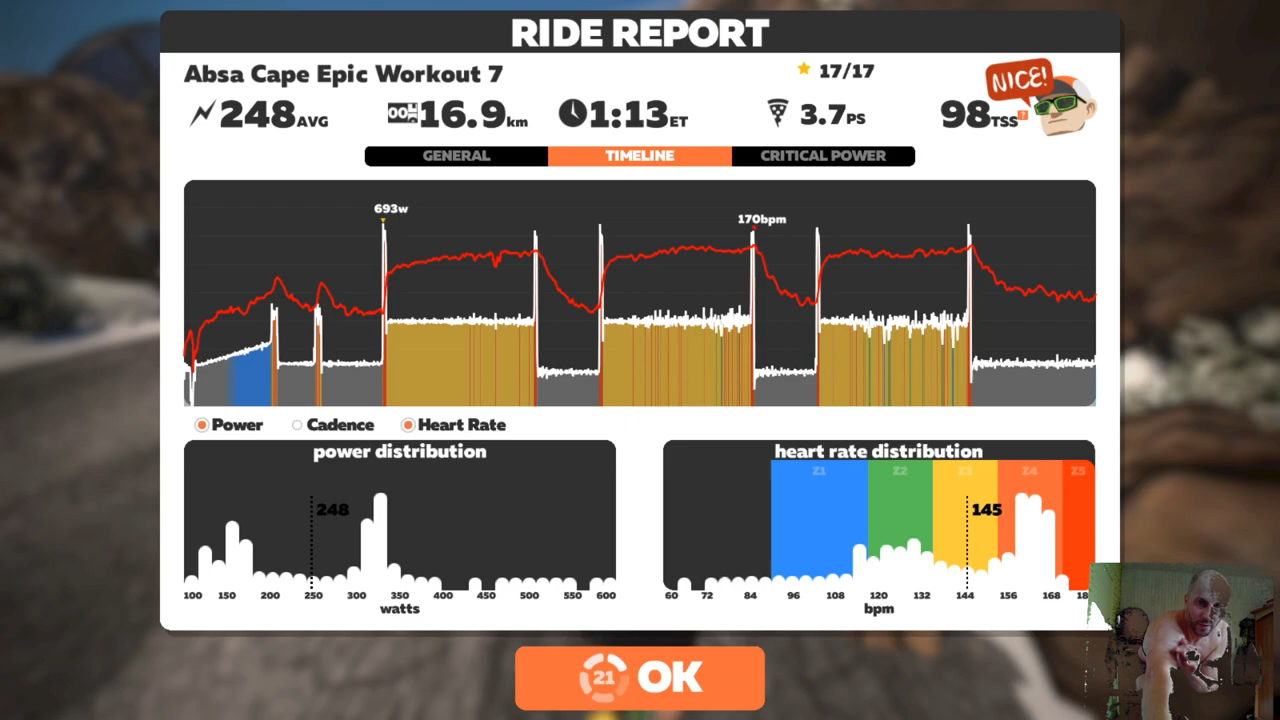 RIDE REPORT
Absa Cape Epic Workout 7
17/17
NICE!
248AVG
16.9km
1:13ET
3.7PS
98TSS?
GENERAL
TIMELINE
CRITICAL POWER
693w
170bpm
Power
Cadence
Heart Rate
power distribution
heart rate distribution
Z1
Z2
Z3
Z4
Z5
248
145
100 150 200 250 300 350 400 450 500 550 600
60 72 84 96 108 120 132 144 156 168
watts
bpm
21 OK